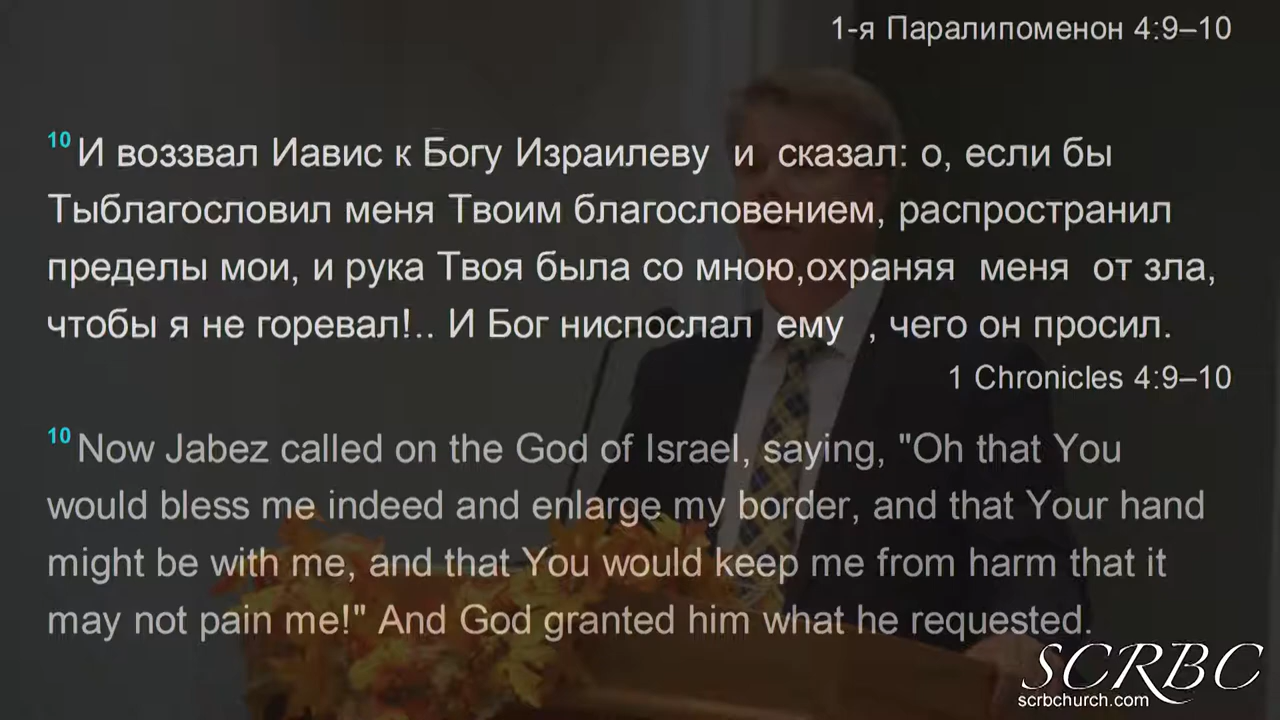 1-я Паралипоменон 4:9–10
10 И воззвал Иавис к Богу Израилеву и сказал: о, если бы
Тыблагословил меня Твоим благословением, распространил
пределы мои, и рука Твоя была со мною,охраняя меня от зла,
чтобы я не горевал!.. И Бог ниспослал ему , чего он просил.
1 Chronicles 4:9–10
10 Now Jabez called on the God of Israel, saying, "Oh that You
would bless me indeed and enlarge my border, and that Your hand
might be with me, and that You would keep me from harm that it
may not pain me!" And God granted him what he requested.
SCRBC
scrbchurch.com